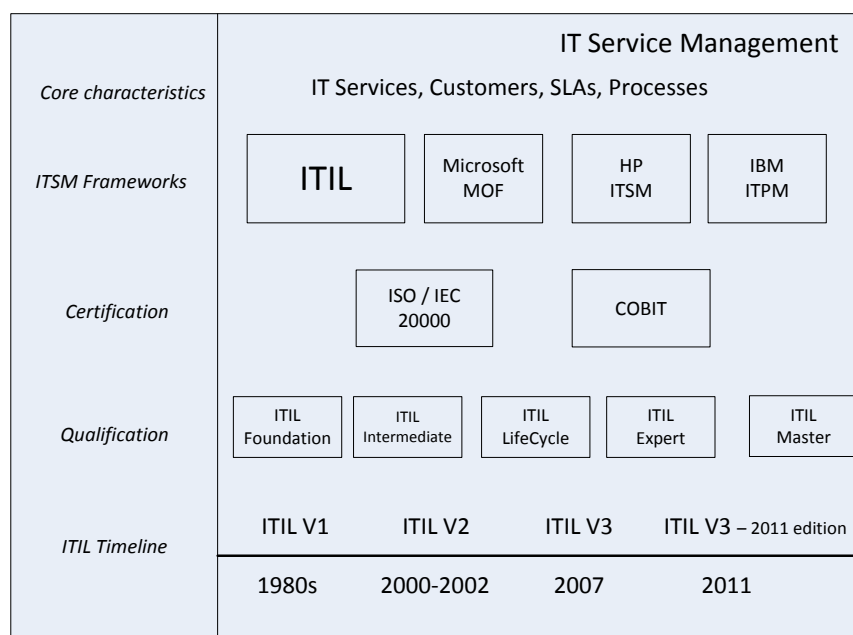 IT Service Management
Core characteristics
IT Services, Customers, SLAs, Processes
ITSM Frameworks
ITIL
Microsoft
MOF
HP
ITSM
IBM
ITPM
Certification
ISO / IEC
20000
COBIT
Qualification
ITIL
Foundation
ITIL
Intermediate
ITIL
LifeCycle
ITIL
Expert
ITIL
Master
ITIL Timeline
ITIL V1
ITIL V2
ITIL V3
ITIL V3 – 2011 edition
1980s
2000-2002
2007
2011